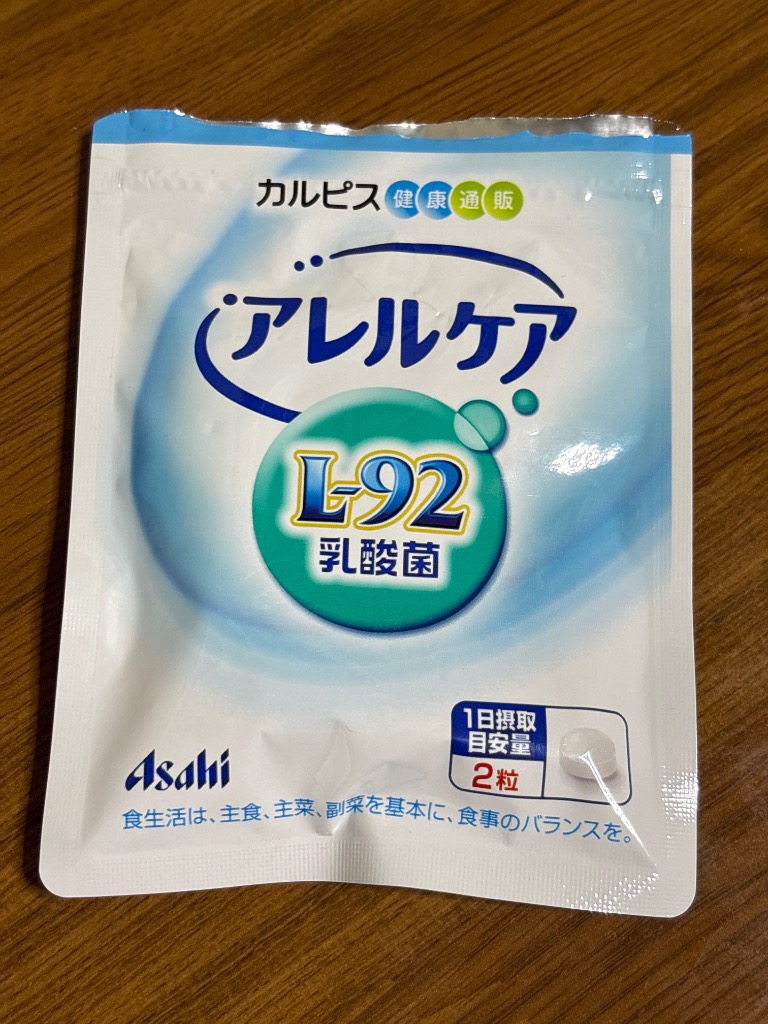 カルピス健康通販
アレルケア
L-92
乳酸菌
1日摂取
目安量
2粒
Asahi
食生活は、主食、主菜、副菜を基本に、食事のバランスを。